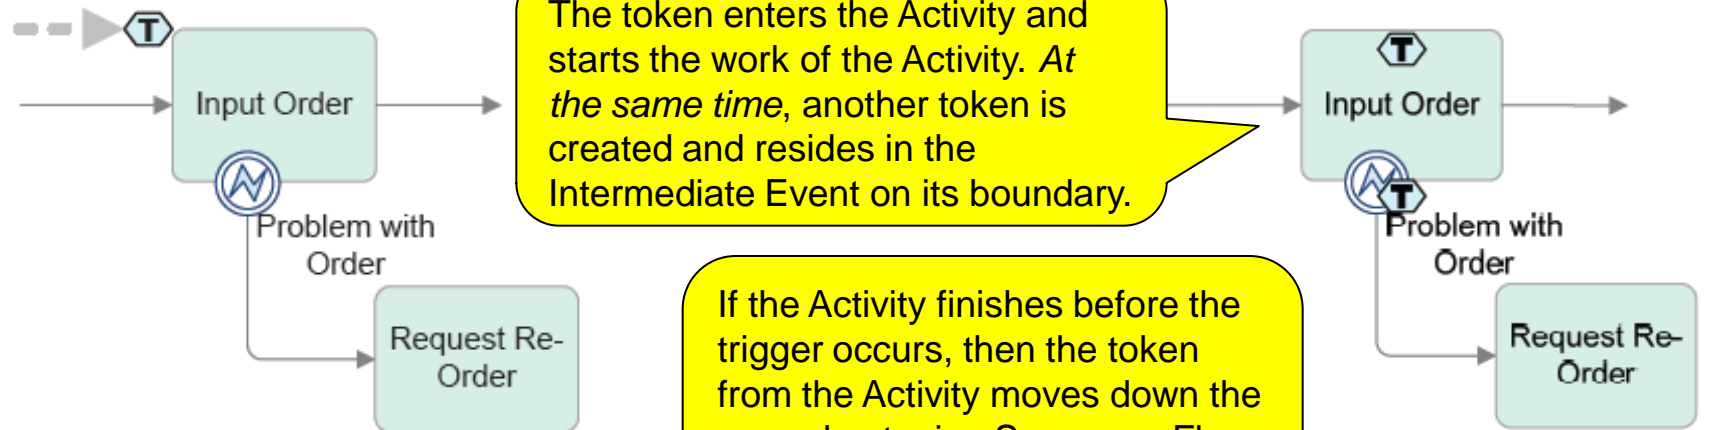 T
Input Order
Problem with
Order
Request Re-
Order
The token enters the Activity and
starts the work of the Activity. At
the same time, another token is
created and resides in the
Intermediate Event on its boundary.
If the Activity finishes before the
trigger occurs, then the token
from the Activity moves down the
T
Input Order
T
Problem with
Order
Request Re-
Order